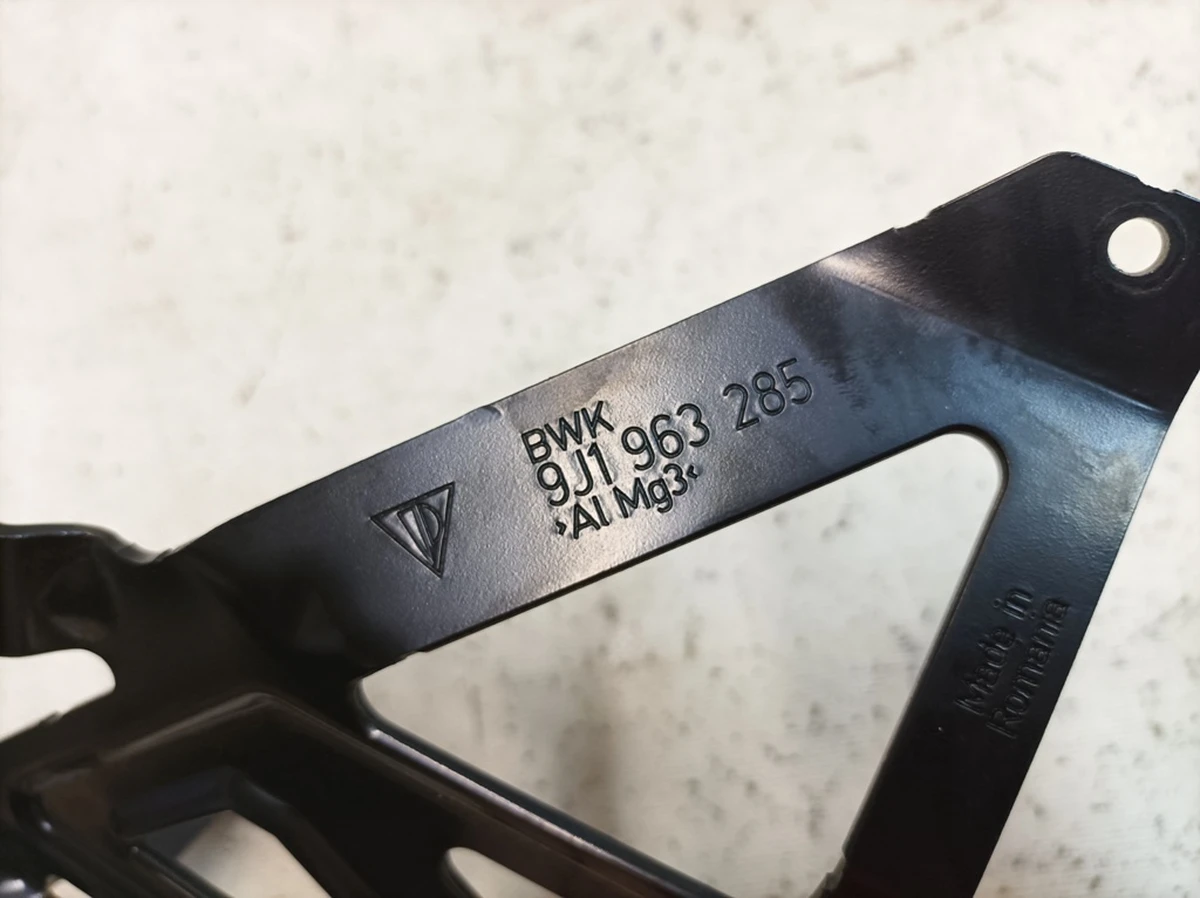 BWK
9J1 963 285
>Al Mg3<
Made in
Romania